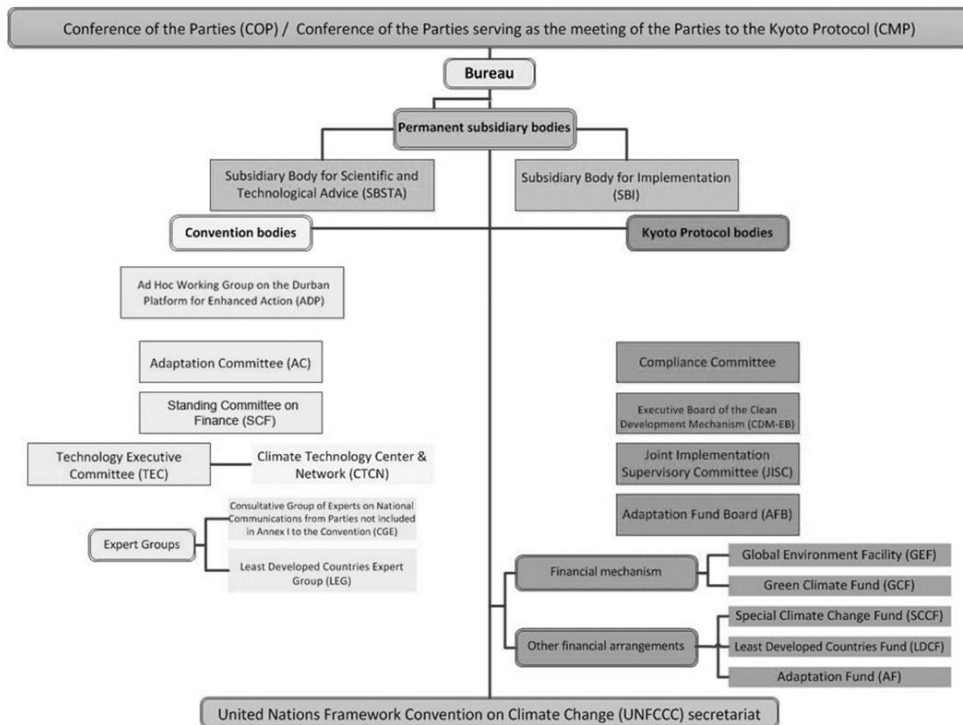 Conference of the Parties (COP) / Conference of the Parties serving as the meeting of the Parties to the Kyoto Protocol (CMP)
Bureau
Permanent subsidiary bodies
Subsidiary Body for Scientific and
Technological Advice (SBSTA)
Subsidiary Body for Implementation
(SBI)
Convention bodies
Kyoto Protocol bodies
Ad Hoc Working Group on the Durban
Platform for Enhanced Action (ADP)
Adaptation Committee (AC)
Compliance Committee
Standing Committee on
Finance (SCF)
Executive Board of the Clean
Development Mechanism (CDM-EB)
Technology Executive
Committee (TEC)
Climate Technology Center &
Network (CTCN)
Joint Implementation
Supervisory Committee (JISC)
Consultative Group of Experts on National
Communications from Parties not included
in Annex I to the Convention (CGE)
Adaptation Fund Board (AFB)
Expert Groups
Least Developed Countries Expert
Group (LEG)
Financial mechanism
Global Environment Facility (GEF)
Green Climate Fund (GCF)
Other financial arrangements
Special Climate Change Fund (SCCF)
Least Developed Countries Fund (LDCF)
Adaptation Fund (AF)
United Nations Framework Convention on Climate Change (UNFCCC) secretariat